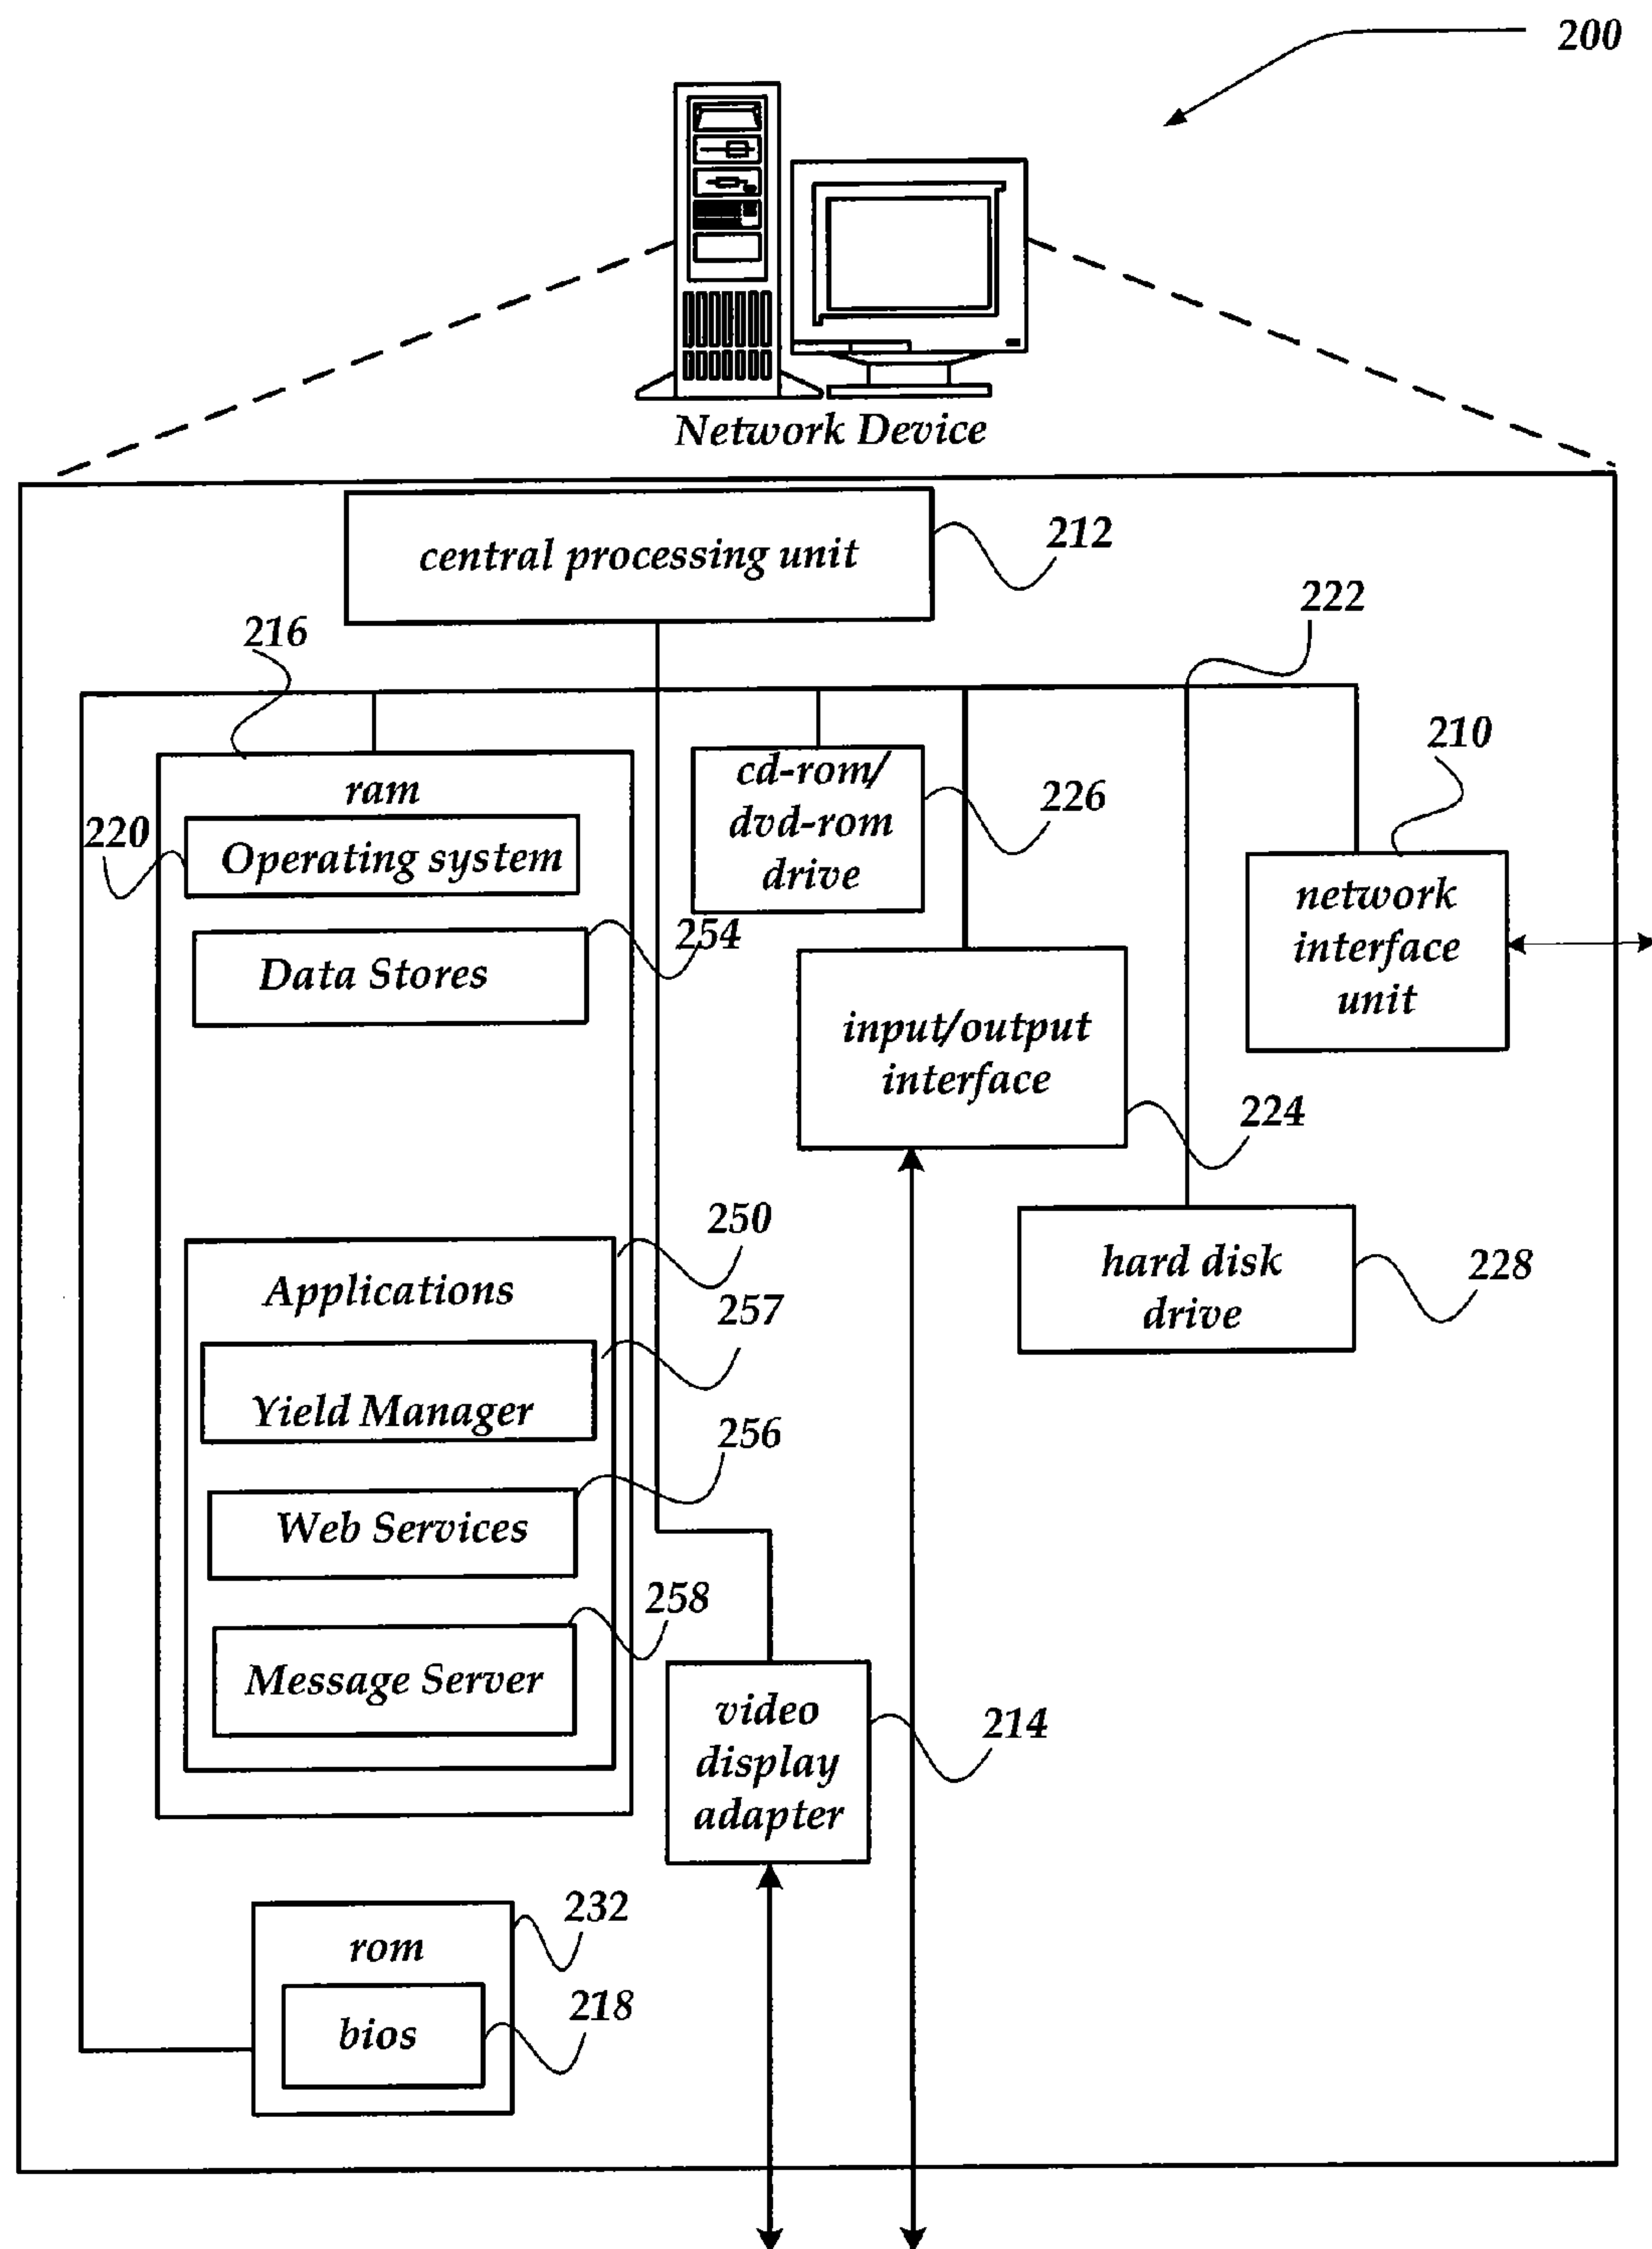 200
Network Device
central processing unit
212
222
216
210
ram
cd-rom/
dvd-rom
drive
226
220
Operating system
network
interface
unit
254
Data Stores
input/output
interface
224
250
Applications
hard disk
drive
228
257
Yield Manager
256
Web Services
258
Message Server
video
display
adapter
214
232
rom
218
bios